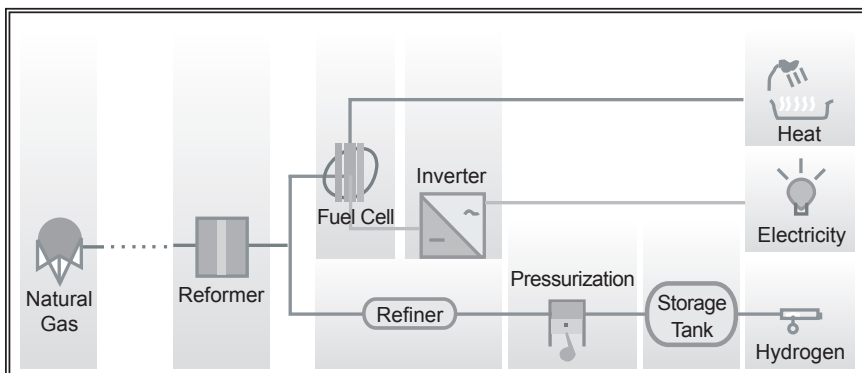 Heat
Inverter
Fuel Cell
Electricity
Natural
Gas
Reformer
Pressurization
Refiner
Storage
Tank
Hydrogen